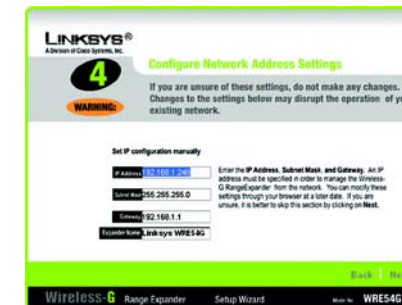 LINKSYS®
A Division of Cisco Systems, Inc.
4
WARNING:
Configure Network Address Settings
If you are unsure of these settings, do not make any changes.
Changes to the settings below may disrupt the operation of
existing network.
Set IP configuration manually
IP Address 192.168.1.240
Subnet Mask 255.255.255.0
Gateway 192.168.1.1
Expander Name Linksys WRE54G
Enter the IP Address, Subnet Mask, and Gateway. An IP
address must be specified in order to manage the Wireless-
G RangeExpander from the network. You can modify these
settings through your browser at a later date. If you are
unsure, it is better to skip this section by clicking on Next.
Back
Wireless-G Range Expander Setup Wizard Model No. WRE54G